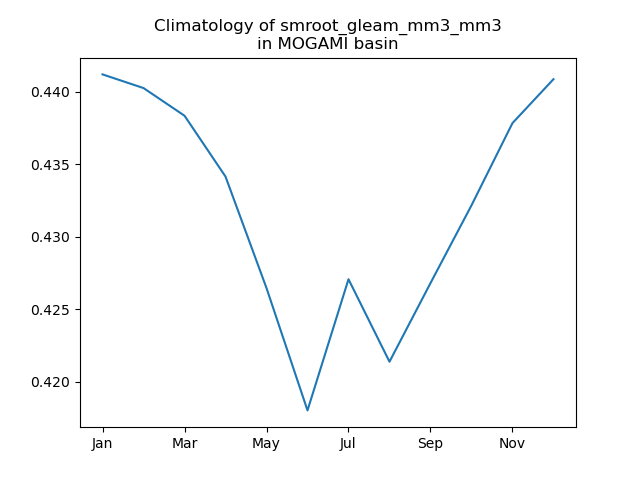 Climatology of smroot_gleam_mm3_mm3
in MOGAMI basin
0.440
0.435
0.430
0.425
0.420
Jan
Mar
May
Jul
Sep
Nov